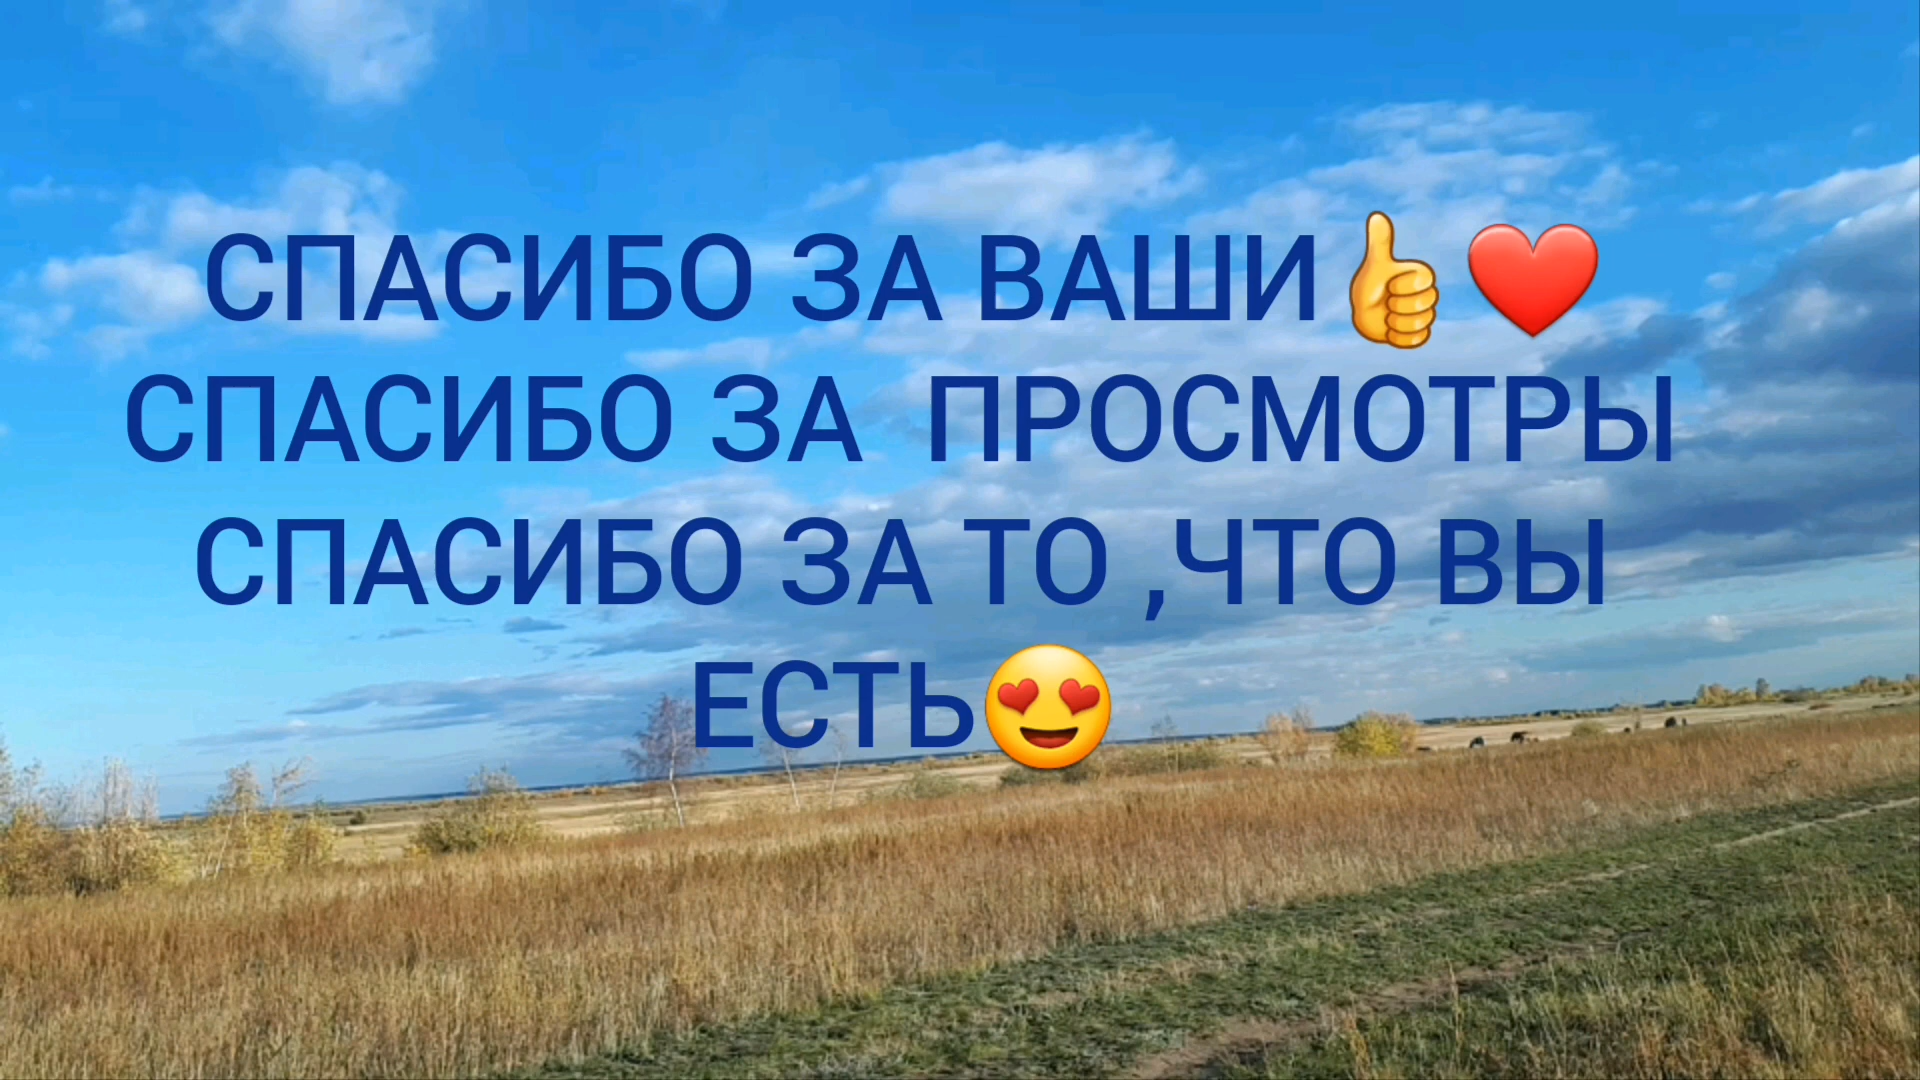 СПАСИБО ЗА ВАШИ👍❤️
СПАСИБО ЗА  ПРОСМОТРЫ
СПАСИБО ЗА ТО ,ЧТО ВЫ
ЕСТЬ😍